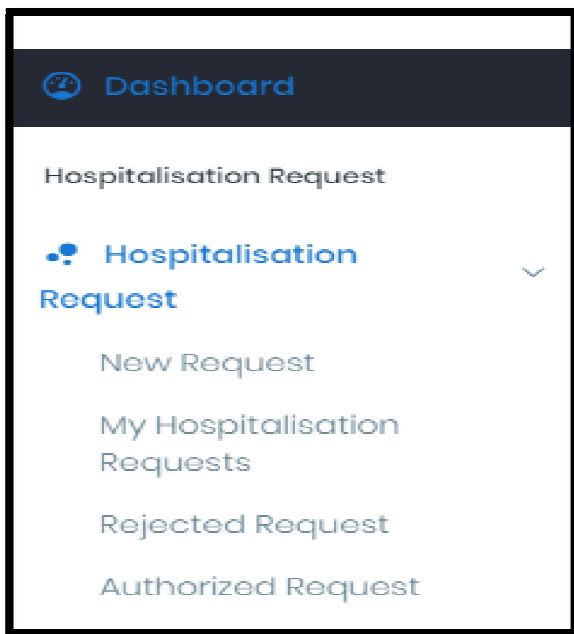 Dashboard
Hospitalisation Request
Hospitalisation
Request
New Request
My Hospitalisation
Requests
Rejected Request
Authorized Request